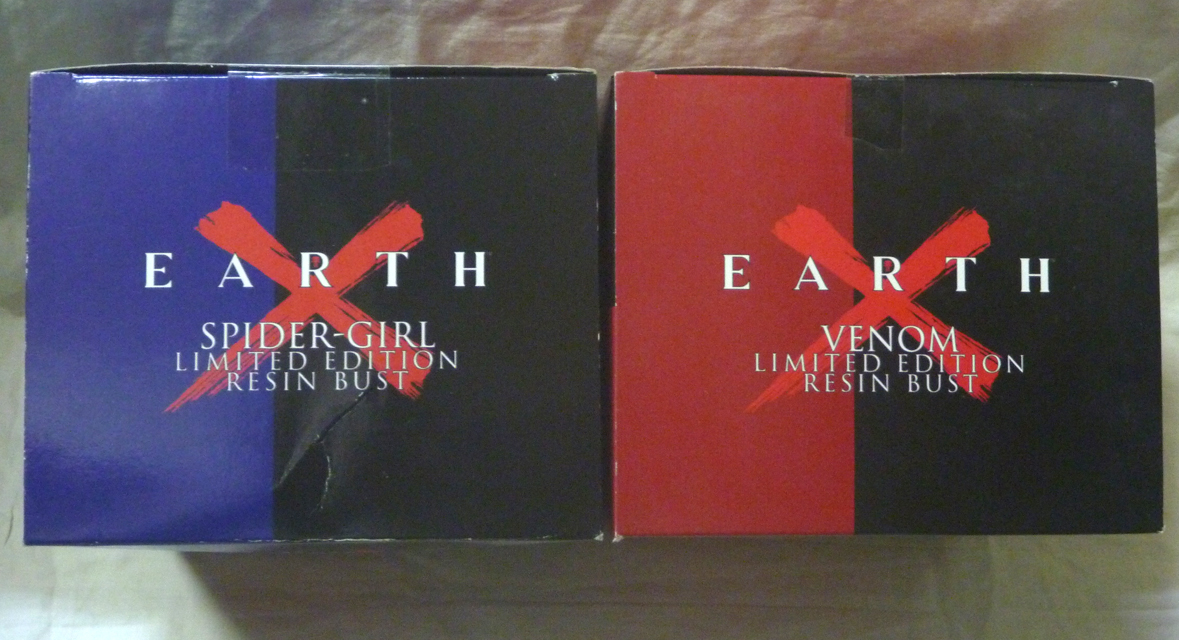 EARTH
SPIDER-GIRL
LIMITED EDITION
RESIN BUST
EARTH
VENOM
LIMITED EDITION
RESIN BUST